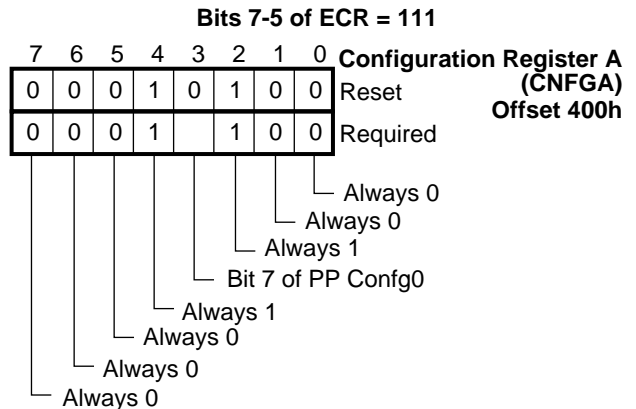 Bits 7-5 of ECR = 111
7 6 5 4 3 2 1 0 Configuration Register A
(CNFGA)
Offset 400h
0 0 0 1 0 1 0 0 Reset
0 0 0 1 1 0 0 Required
Always 0
Always 0
Always 1
Bit 7 of PP Confg0
Always 1
Always 0
Always 0
Always 0